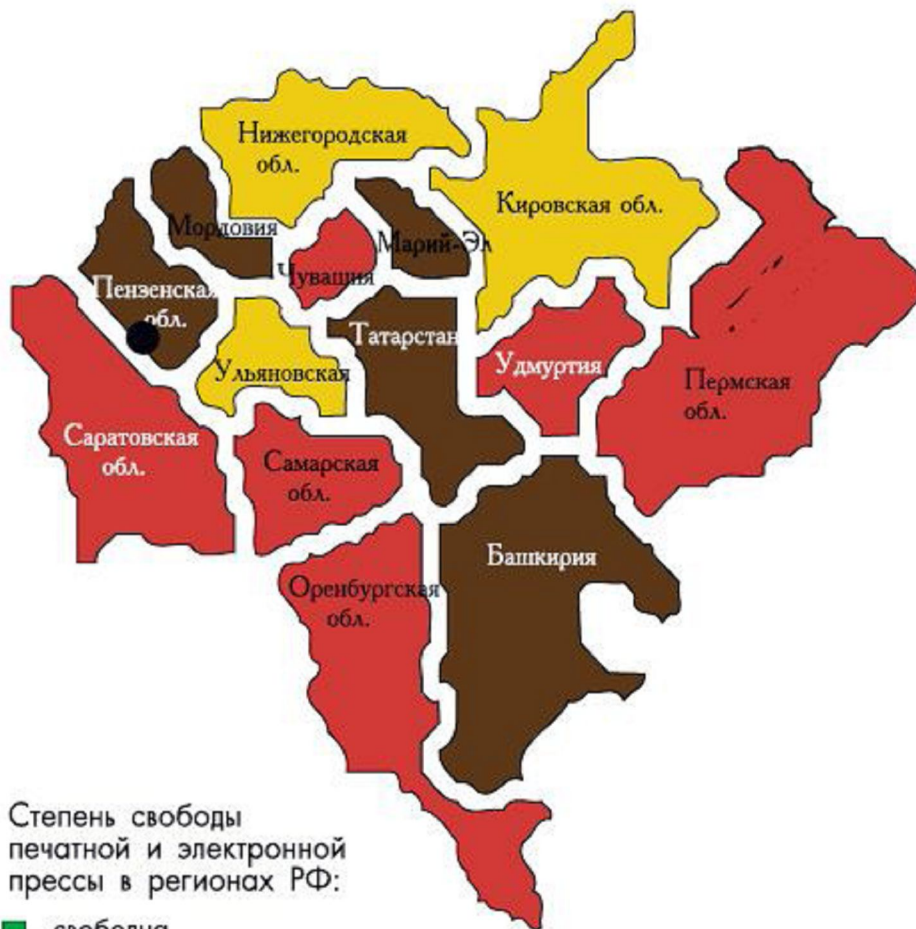 Нижегородская
обл.
Кировская обл.
Мордовия
Марий-Эл
Чувашия
Пензенская
обл.
Татарстан
Удмуртия
Ульяновская
Пермская
обл.
Саратовская
обл.
Самарская
обл.
Башкирия
Оренбургская
обл.
Степень свободы
печатной и электронной
прессы в регионах РФ:
свободна